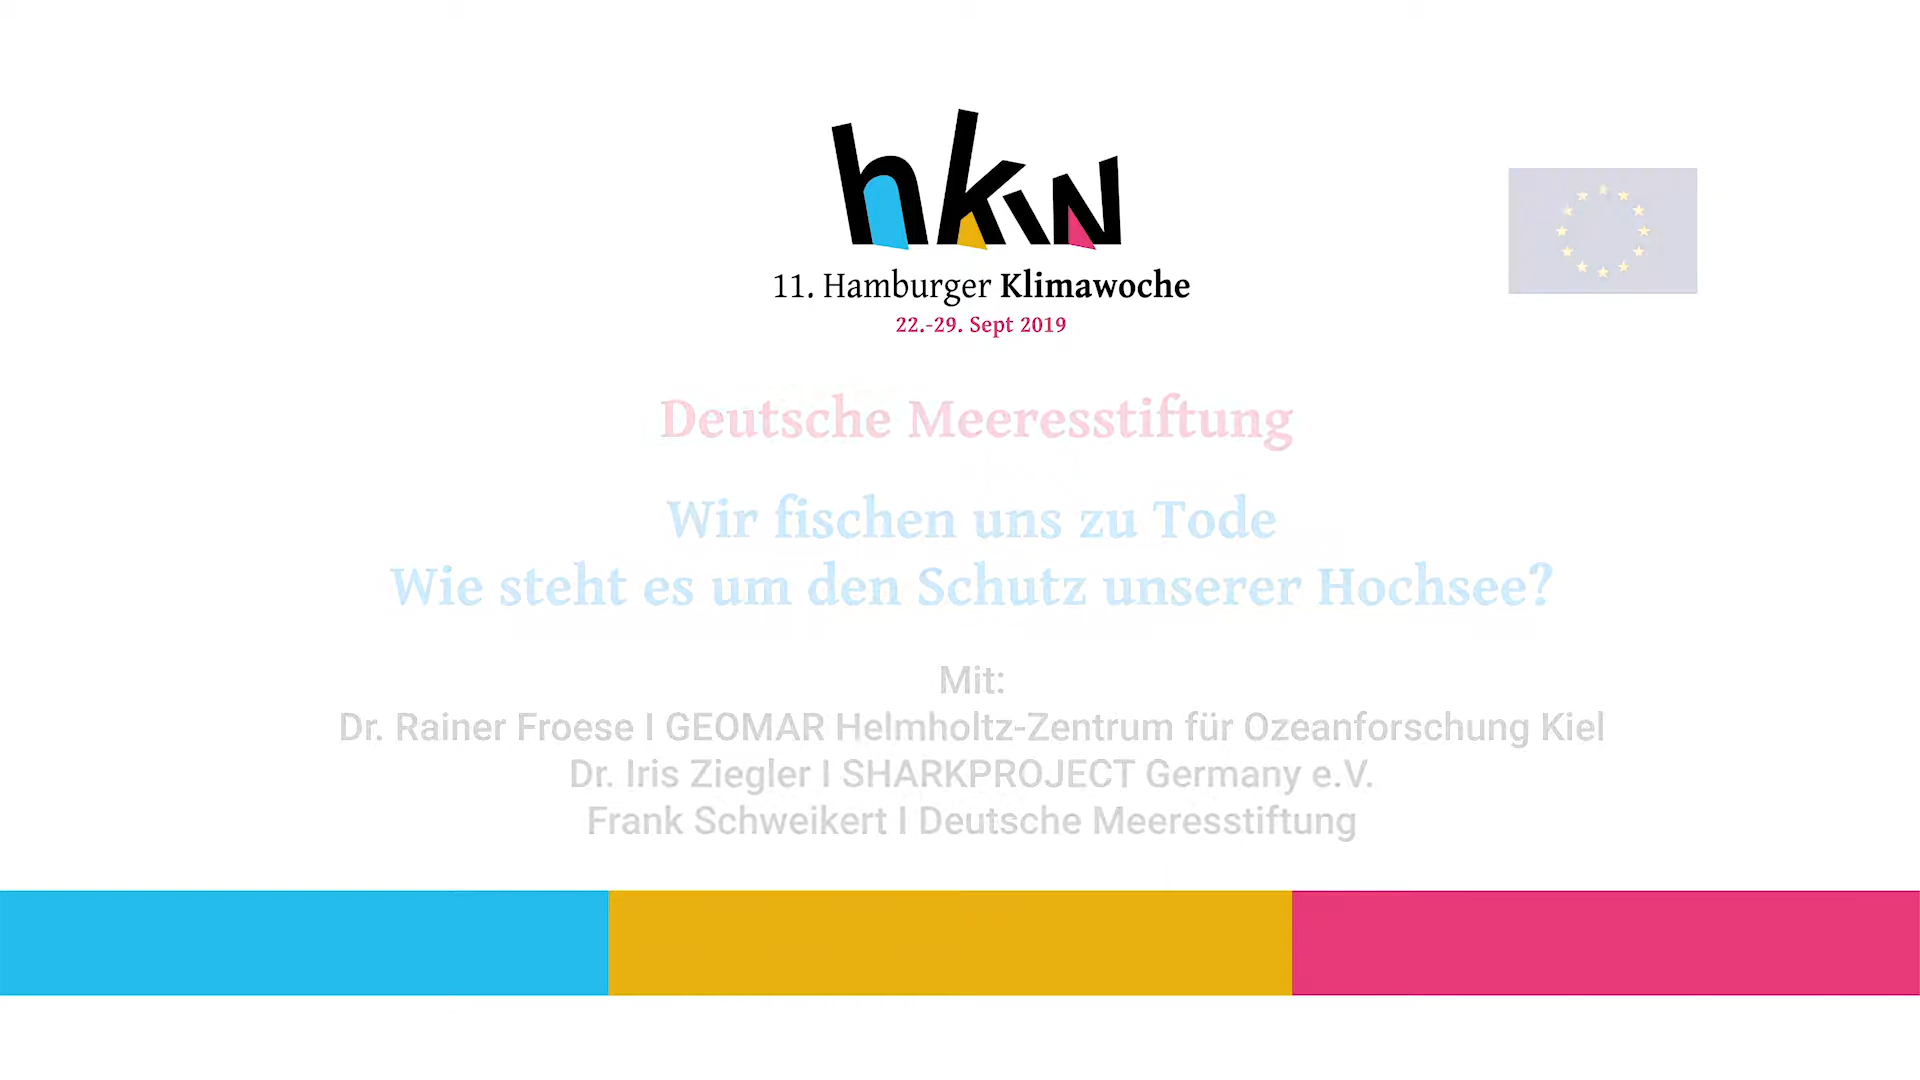 hkw
11. Hamburger Klimawoche
22.-29. Sept 2019
Deutsche Meeresstiftung
Wir fischen uns zu Tode
Wie steht es um den Schutz unserer Hochsee?
Mit:
Dr. Rainer Froese I GEOMAR Helmholtz-Zentrum für Ozeanforschung Kiel
Dr. Iris Ziegler I SHARKPROJECT Germany e.V.
Frank Schweikert I Deutsche Meeresstiftung